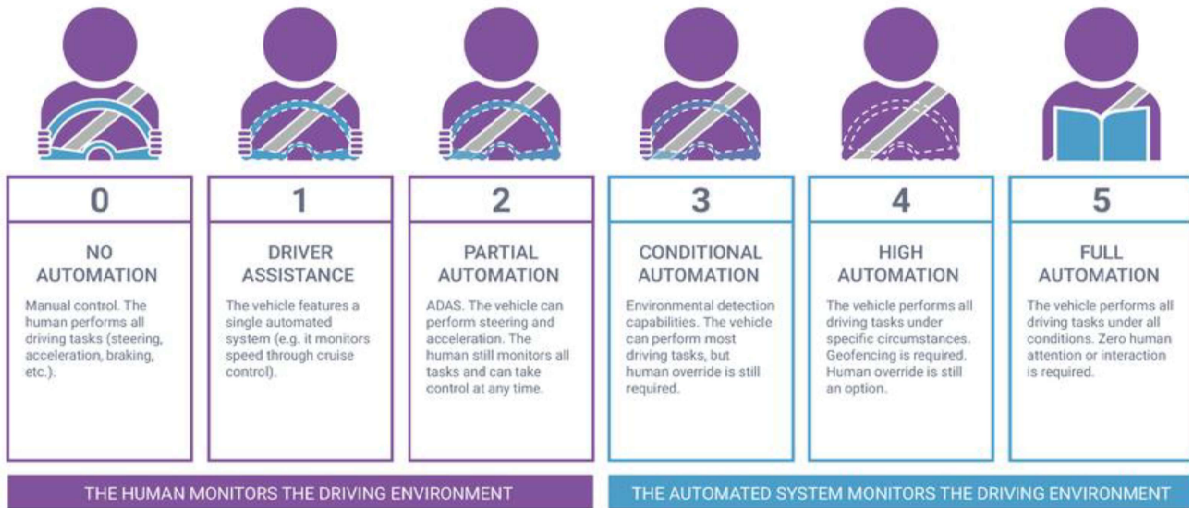 0
NO
AUTOMATION
Manual control. The
human performs all
driving tasks (steering,
acceleration, braking,
etc.).
1
DRIVER
ASSISTANCE
The vehicle features a
single automated
system (e.g. it monitors
speed through cruise
control).
2
PARTIAL
AUTOMATION
ADAS. The vehicle can
perform steering and
acceleration. The
human still monitors all
tasks and can take
control at any time.
3
CONDITIONAL
AUTOMATION
Environmental detection
capabilities. The vehicle
can perform most
driving tasks, but
human override is still
required.
4
HIGH
AUTOMATION
The vehicle performs all
driving tasks under
specific circumstances.
Geofencing is required.
Human override is still
an option.
5
FULL
AUTOMATION
The vehicle performs all
driving tasks under all
conditions. Zero human
attention or interaction
is required.
THE HUMAN MONITORS THE DRIVING ENVIRONMENT
THE AUTOMATED SYSTEM MONITORS THE DRIVING ENVIRONMENT